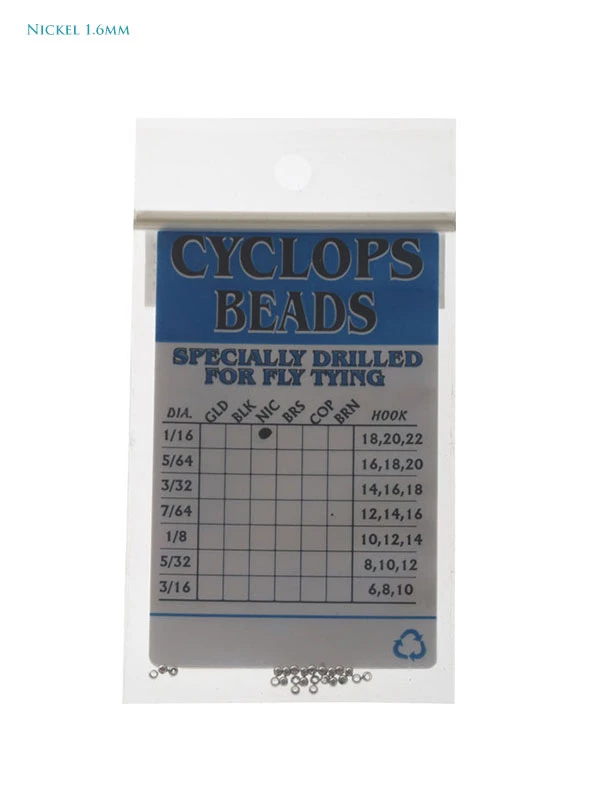 Nickel 1.6mm
CYCLOPS
BEADS
SPECIALLY DRILLED
FOR FLY TYING
DIA. GLD BLK NIC BRS COP BRN HOOK
1/16 18,20,22
5/64 16,18,20
3/32 14,16,18
7/64 12,14,16
1/8 10,12,14
5/32 8,10,12
3/16 6,8,10